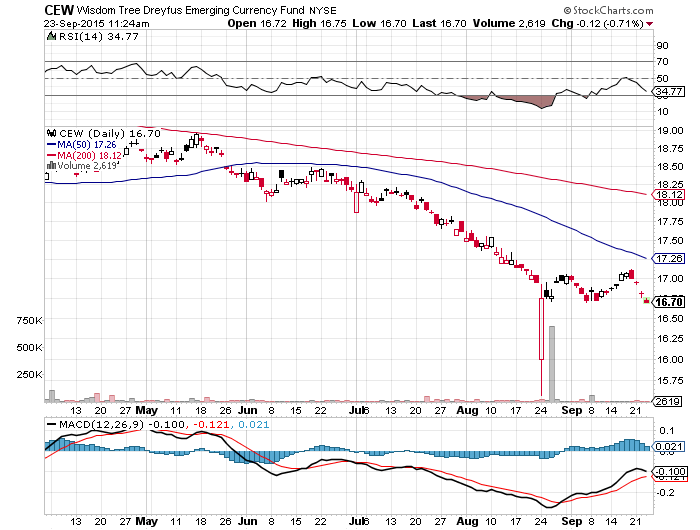 CEW Wisdom Tree Dreyfus Emerging Currency Fund NYSE © StockCharts.com
23-Sep-2015 11:24am Open 16.72 High 16.75 Low 16.70 Last 16.70 Volume 2,619 Chg -0.12 (-0.71%)
RSI(14) 34.77
90
70
50
34.77
30
10
CEW (Daily) 16.70
MA(50) 17.26
MA(200) 18.12
Volume 2,619
19.00
18.75
18.50
18.25
18.12
18.00
17.75
17.50
17.26
17.00
16.70
16.50
16.25
16.00
15.75
750K
500K
250K
2619
13 20 27 May 11 18 26 Jun 8 15 22 Jul 6 13 20 27 Aug 10 17 24 Sep 8 14 21
MACD(12,26,9) -0.100, -0.121, 0.021
0.1
0.021
-0.100
-0.121
-0.2
13 20 27 May 11 18 26 Jun 8 15 22 Jul 6 13 20 27 Aug 10 17 24 Sep 8 14 21